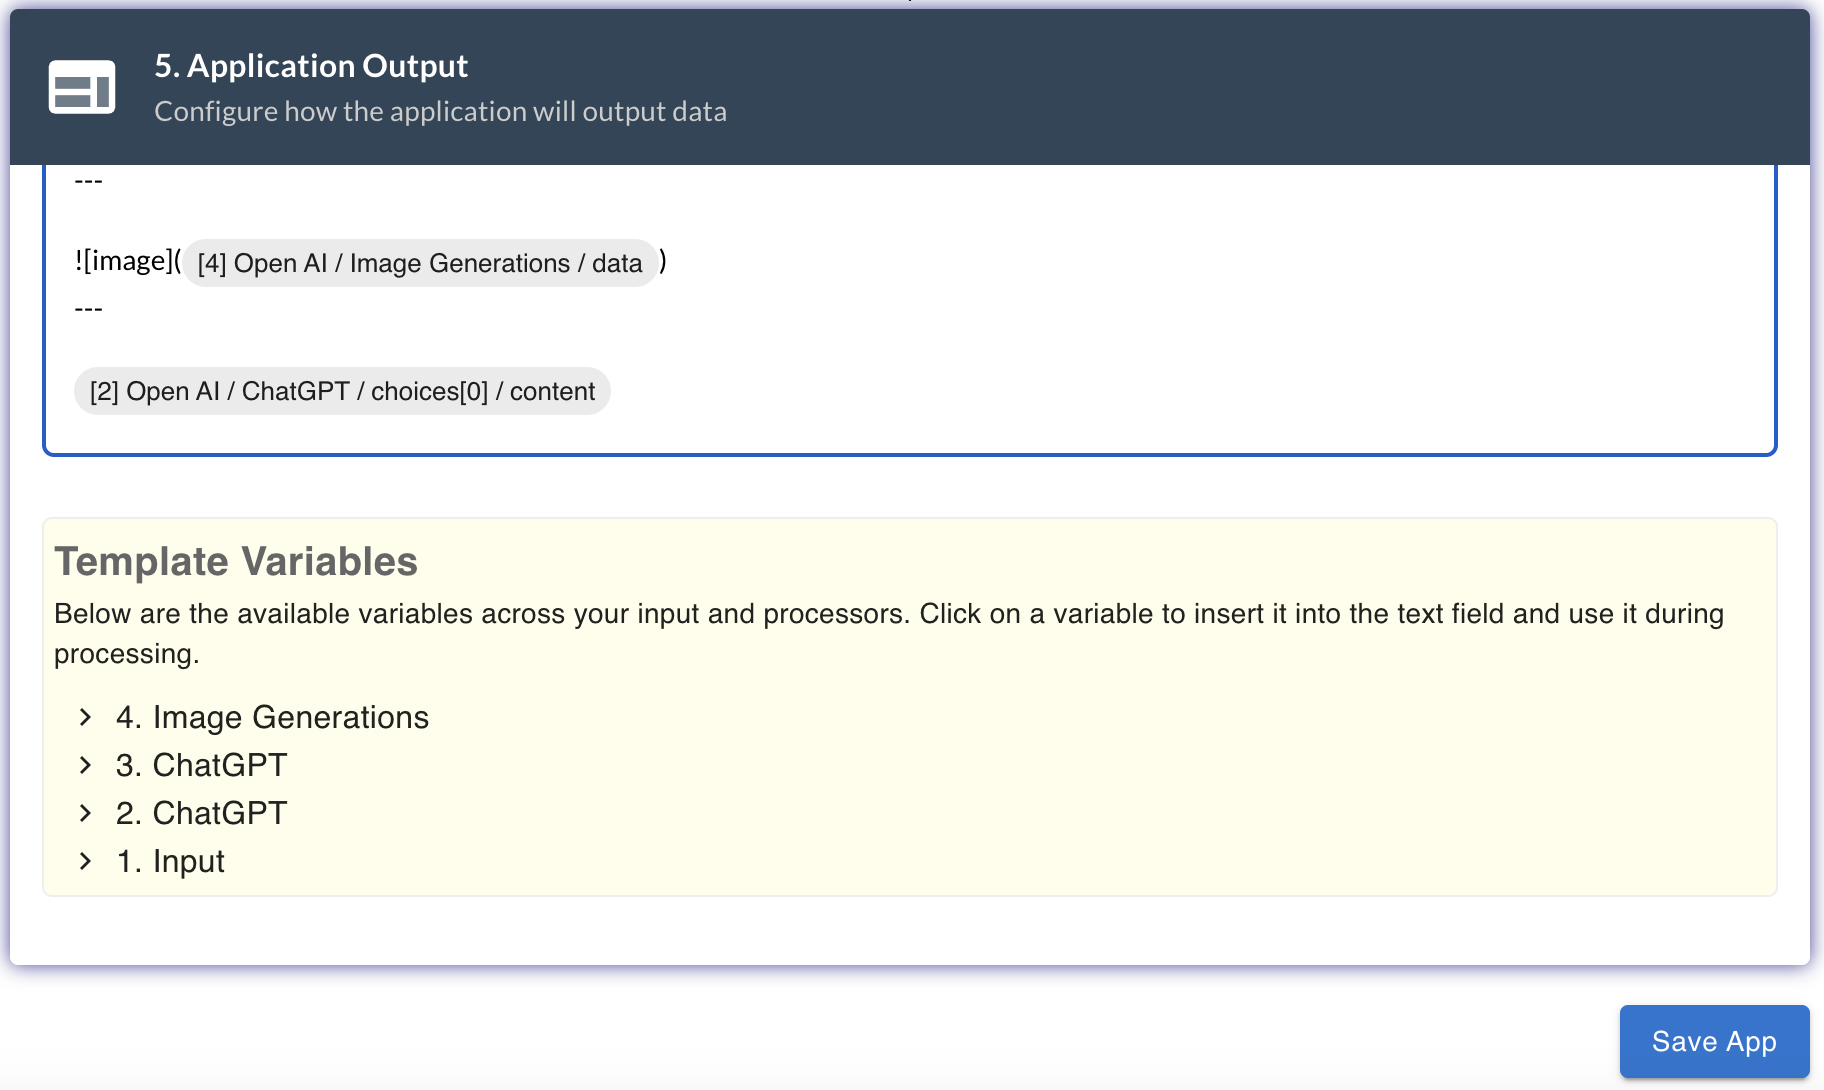 5. Application Output
Configure how the application will output data
---
![image]( [4] Open AI / Image Generations / data )
---
[2] Open AI / ChatGPT / choices[0] / content
Template Variables
Below are the available variables across your input and processors. Click on a variable to insert it into the text field and use it during
processing.
4. Image Generations
3. ChatGPT
2. ChatGPT
1. Input
Save App